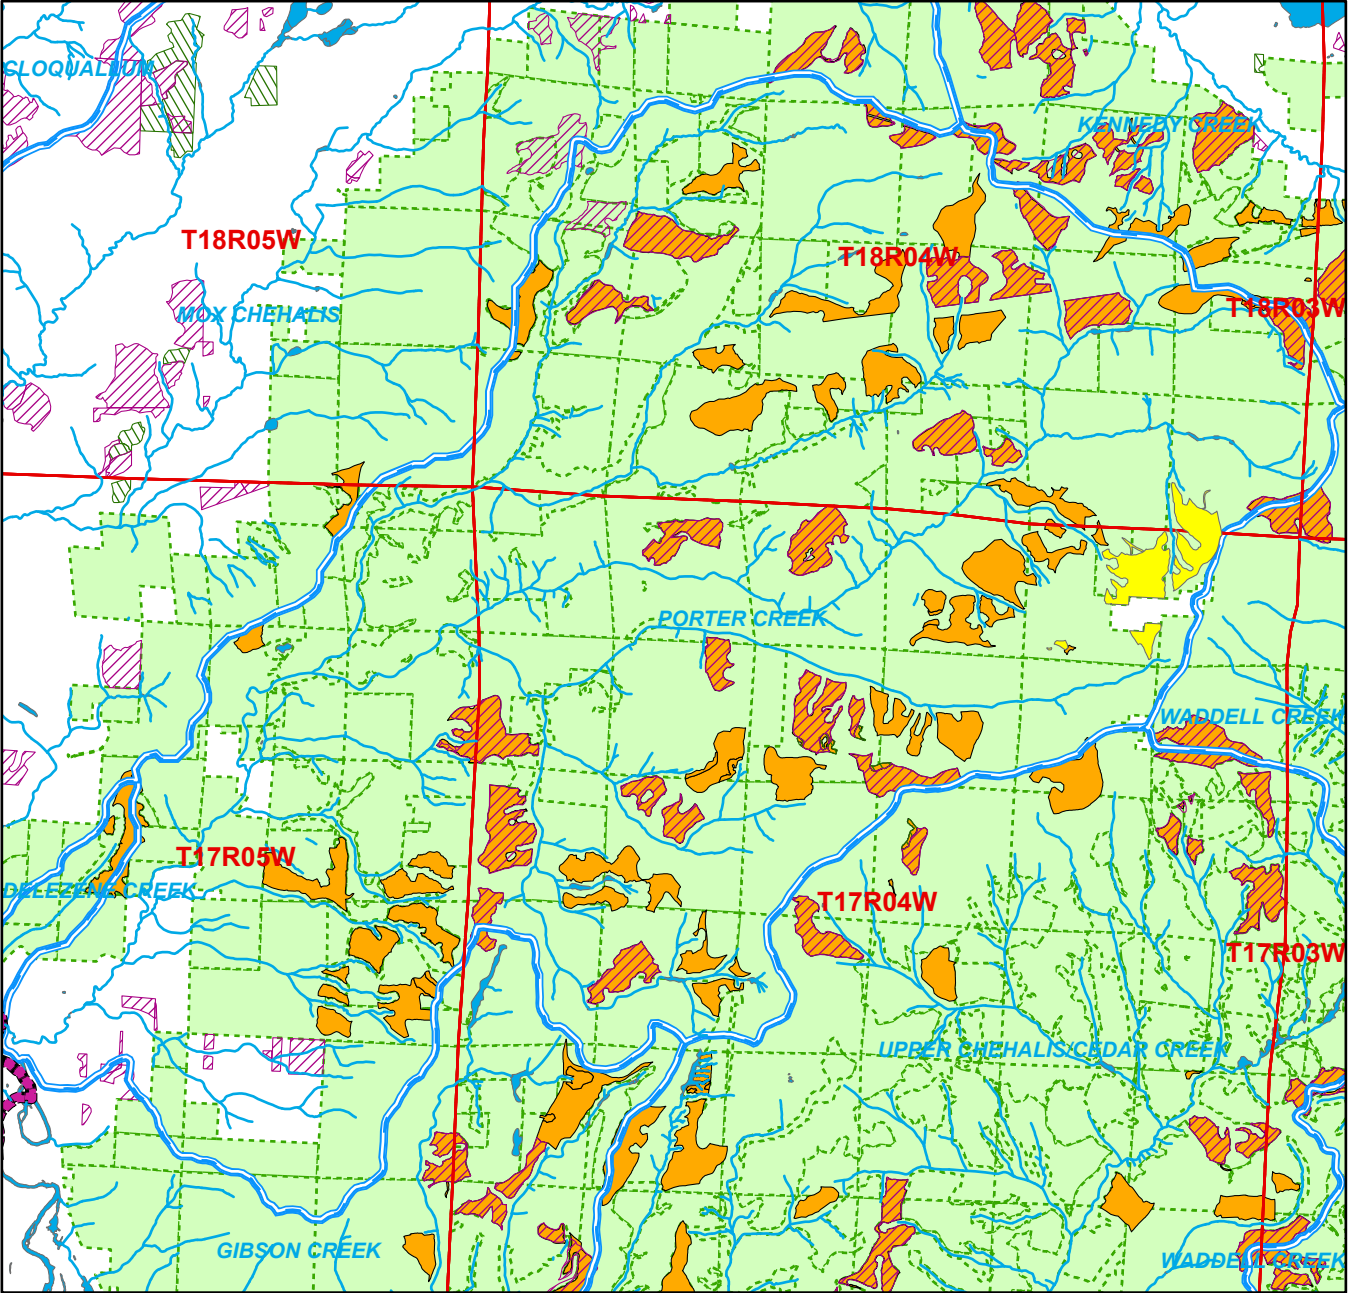 CLOQUALLUM
KENNEDY CREEK
T18R05W
T18R04W
MOX CHEHALIS
T18R03W
PORTER CREEK
WADDELL CREEK
T17R05W
DELEZENE CREEK
T17R04W
T17R03W
UPPER CHEHALIS/CEDAR CREEK
GIBSON CREEK
WADDELL CREEK